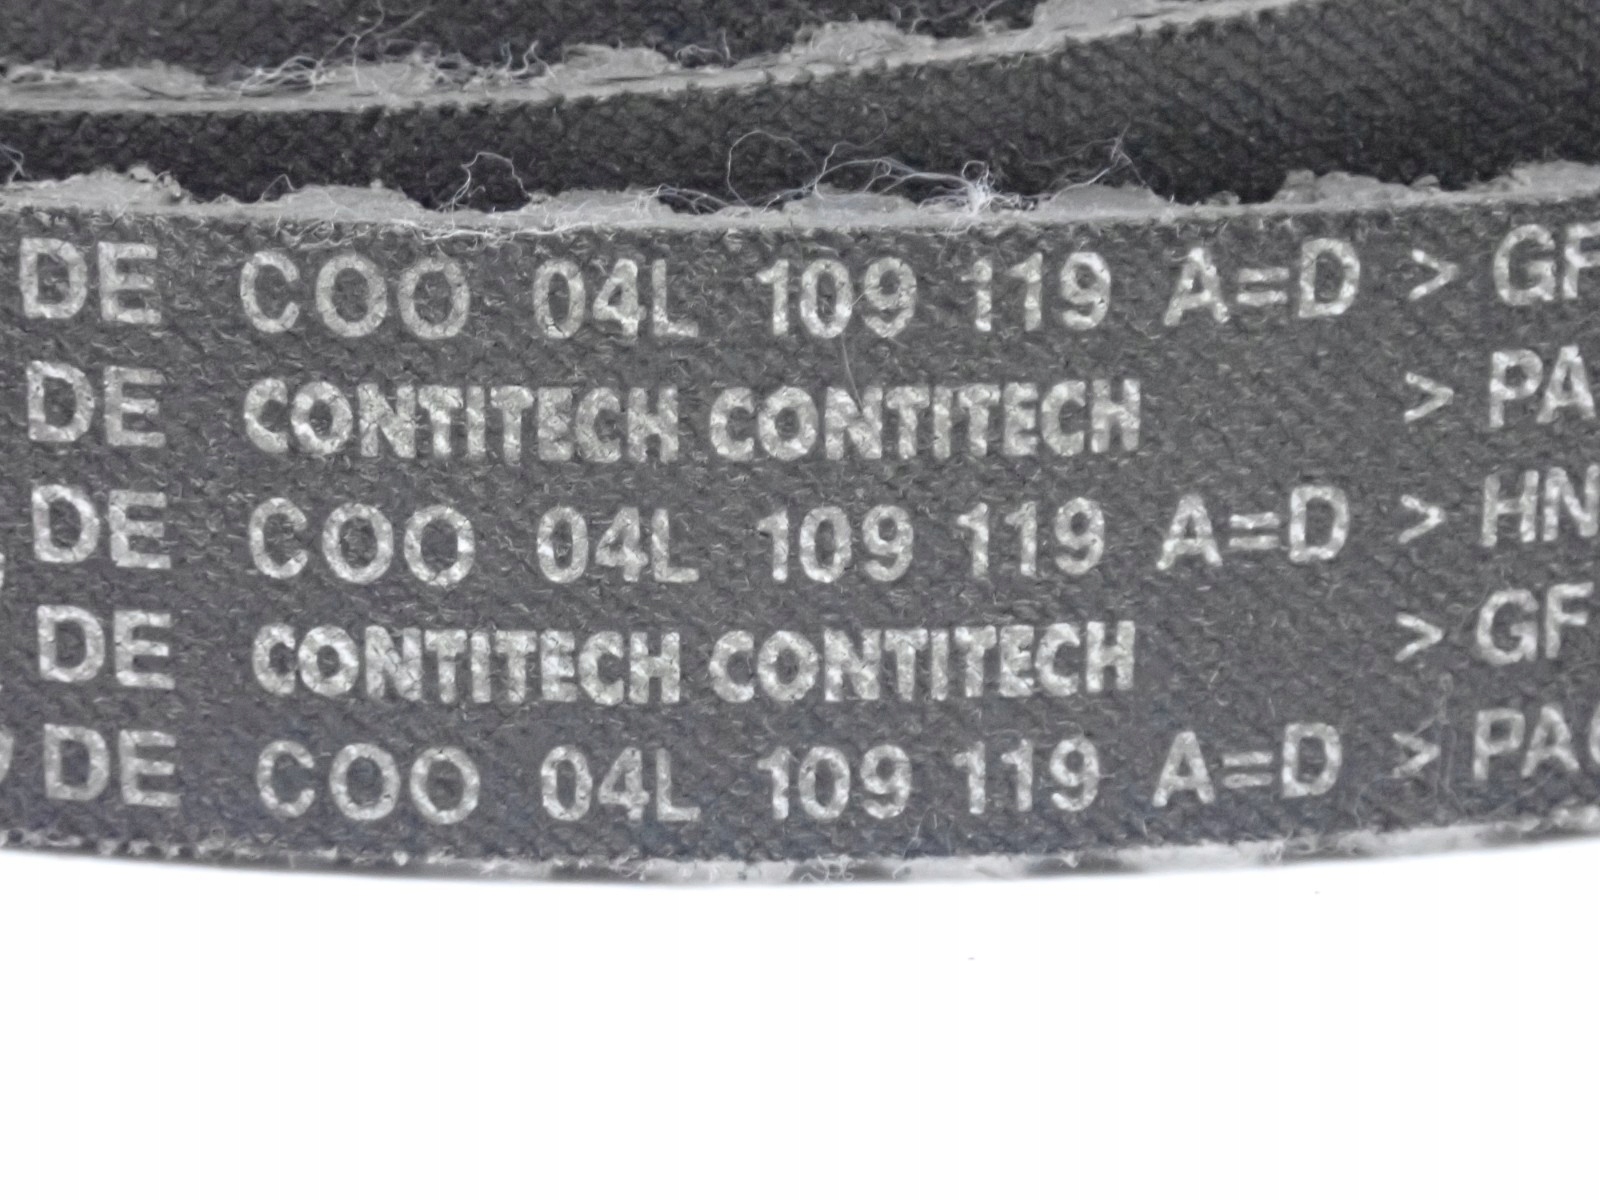 DE COO 04L 109 119 A=D > GF
DE CONTITECH CONTITECH > PA
DE COO 04L 109 119 A=D > HN
DE CONTITECH CONTITECH > GF
DE COO 04L 109 119 A=D > PA